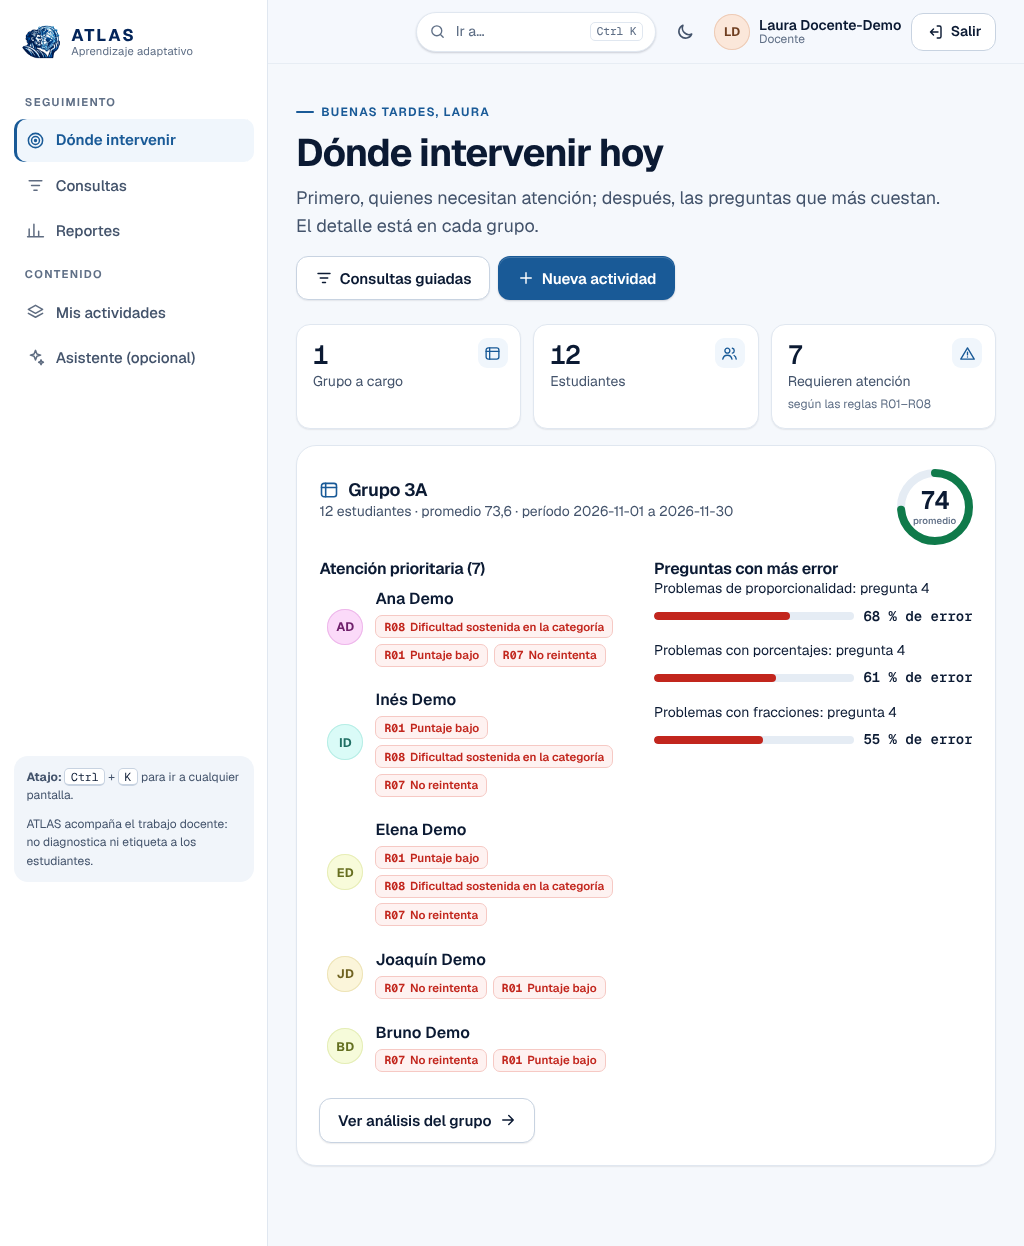 ATLAS
Aprendizaje adaptativo
SEGUIMIENTO
Dónde intervenir
Consultas
Reportes
CONTENIDO
Mis actividades
Asistente (opcional)
Atajo: Ctrl + K para ir a cualquier
pantalla.
ATLAS acompaña el trabajo docente:
no diagnostica ni etiqueta a los
estudiantes.
Ir a... Ctrl K
LD
Laura Docente-Demo
Docente
Salir
BUENAS TARDES, LAURA
Dónde intervenir hoy
Primero, quienes necesitan atención; después, las preguntas que más cuestan.
El detalle está en cada grupo.
Consultas guiadas
Nueva actividad
1
Grupo a cargo
12
Estudiantes
7
Requieren atención
según las reglas R01–R08
Grupo 3A
12 estudiantes · promedio 73,6 · período 2026-11-01 a 2026-11-30
74
promedio
Atención prioritaria (7)
AD
Ana Demo
R08 Dificultad sostenida en la categoría
R01 Puntaje bajo R07 No reintenta
ID
Inés Demo
R01 Puntaje bajo
R08 Dificultad sostenida en la categoría
R07 No reintenta
ED
Elena Demo
R01 Puntaje bajo
R08 Dificultad sostenida en la categoría
R07 No reintenta
JD
Joaquín Demo
R07 No reintenta R01 Puntaje bajo
BD
Bruno Demo
R07 No reintenta R01 Puntaje bajo
Ver análisis del grupo →
Preguntas con más error
Problemas de proporcionalidad: pregunta 4
68 % de error
Problemas con porcentajes: pregunta 4
61 % de error
Problemas con fracciones: pregunta 4
55 % de error